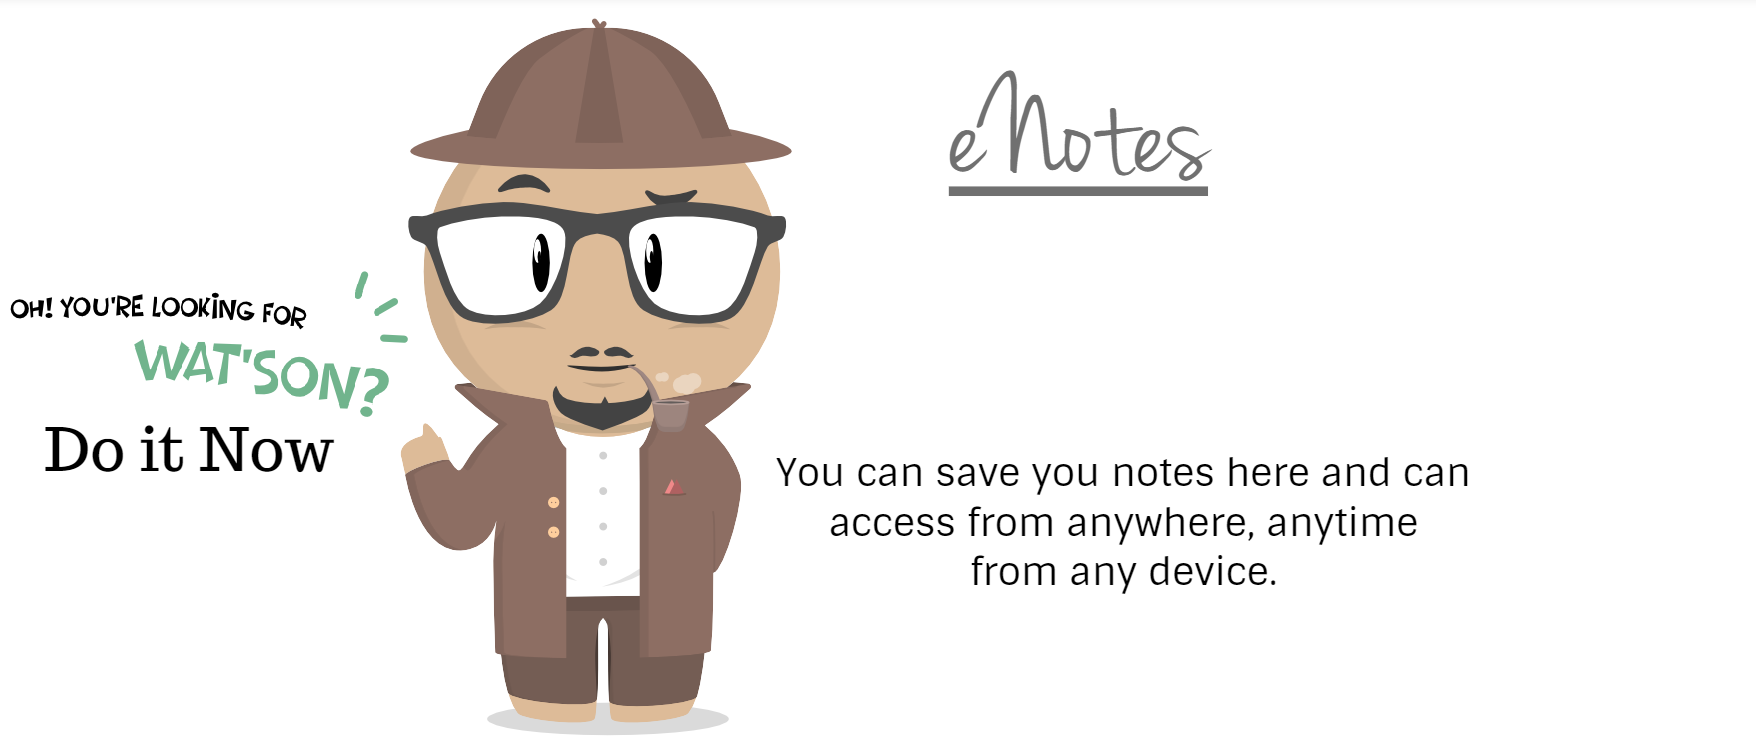 eNotes
OH! YOU'RE LOOKING FOR
WAT'SON?
Do it Now
You can save you notes here and can
access from anywhere, anytime
from any device.